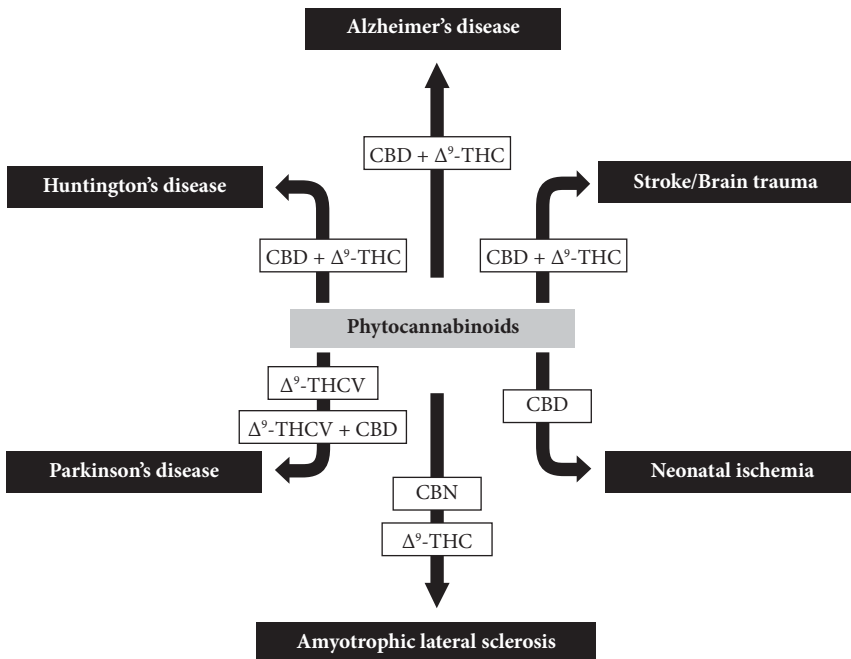 Alzheimer's disease
CBD + Δ⁹-THC
Huntington's disease
Stroke/Brain trauma
CBD + Δ⁹-THC
CBD + Δ⁹-THC
Phytocannabinoids
Δ⁹-THCV
CBD
Δ⁹-THCV + CBD
Parkinson's disease
Neonatal ischemia
CBN
Δ⁹-THC
Amyotrophic lateral sclerosis